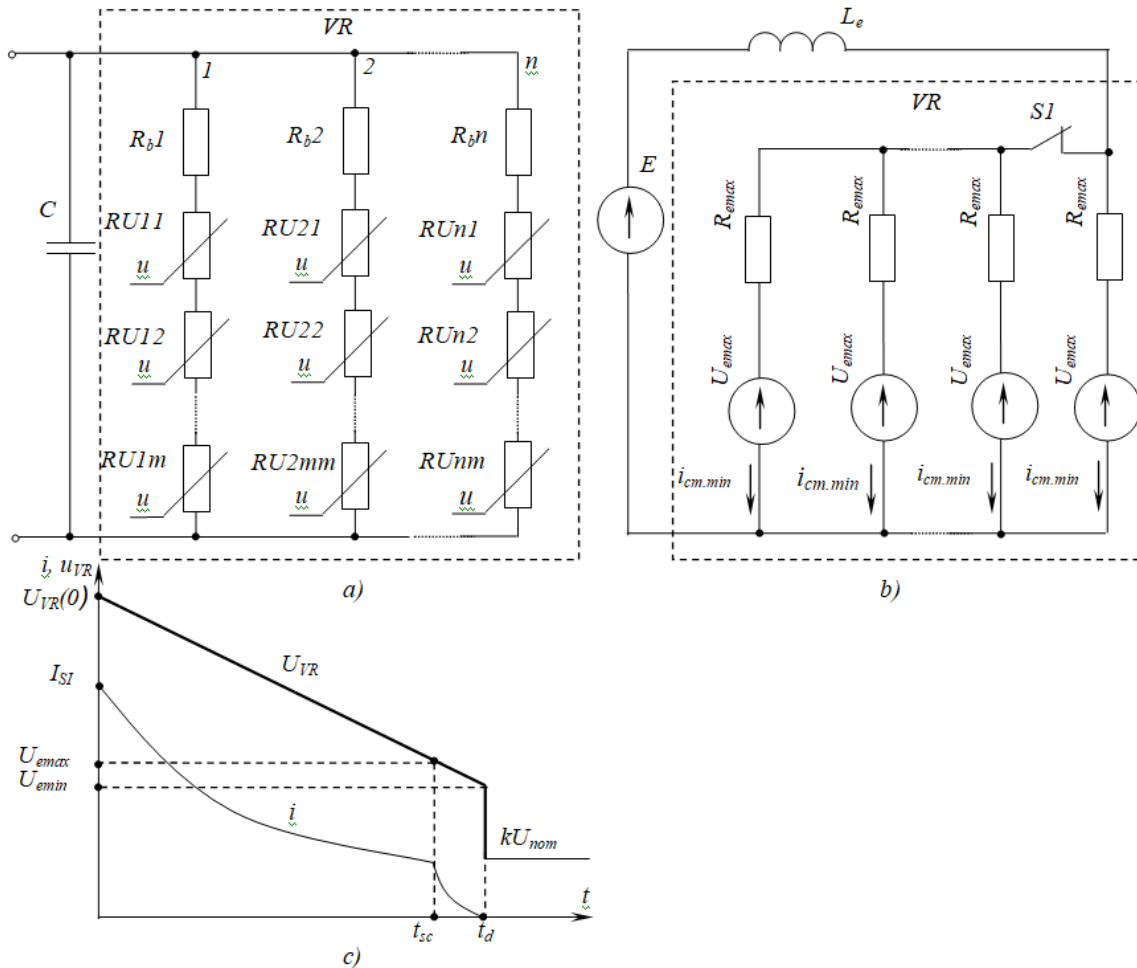 VR
1
2
n
R_b1
R_b2
R_bn
C
RU11
RU21
RUn1
u
u
u
RU12
RU22
RUn2
u
u
u
RU1m
RU2mm
RUnm
u
u
u
a)
L_e
VR
S1
E
R_emax
R_emax
R_emax
R_emax
U_emax
U_emax
U_emax
U_emax
i_cm.min
i_cm.min
i_cm.min
i_cm.min
b)
i, u_VR
U_VR(0)
U_VR
I_SI
U_emax
U_emin
i
kU_nom
t
t_sc
t_d
c)